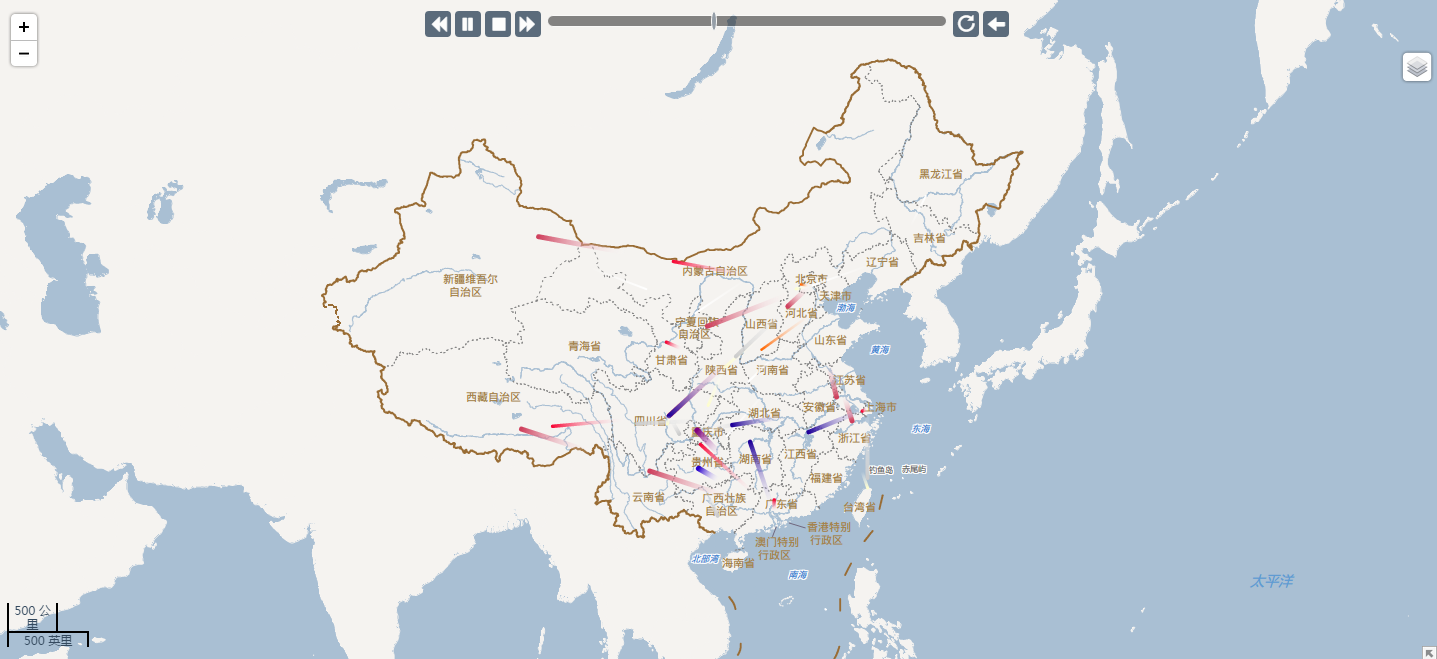 +
−
黑龙江省
吉林省
辽宁省
内蒙古自治区
新疆维吾尔
自治区
北京市
天津市
河北省
渤海
宁夏回族
自治区
山西省
山东省
青海省
甘肃省
黄海
陕西省
河南省
江苏省
西藏自治区
安徽省
上海市
湖北省
四川省
重庆市
东海
浙江省
江西省
贵州省
湖南省
钓鱼岛
赤尾屿
福建省
云南省
广西壮族
自治区
广东省
台湾省
香港特别
行政区
澳门特别
行政区
北部湾
海南省
南海
太平洋
500 公
里
500 英里